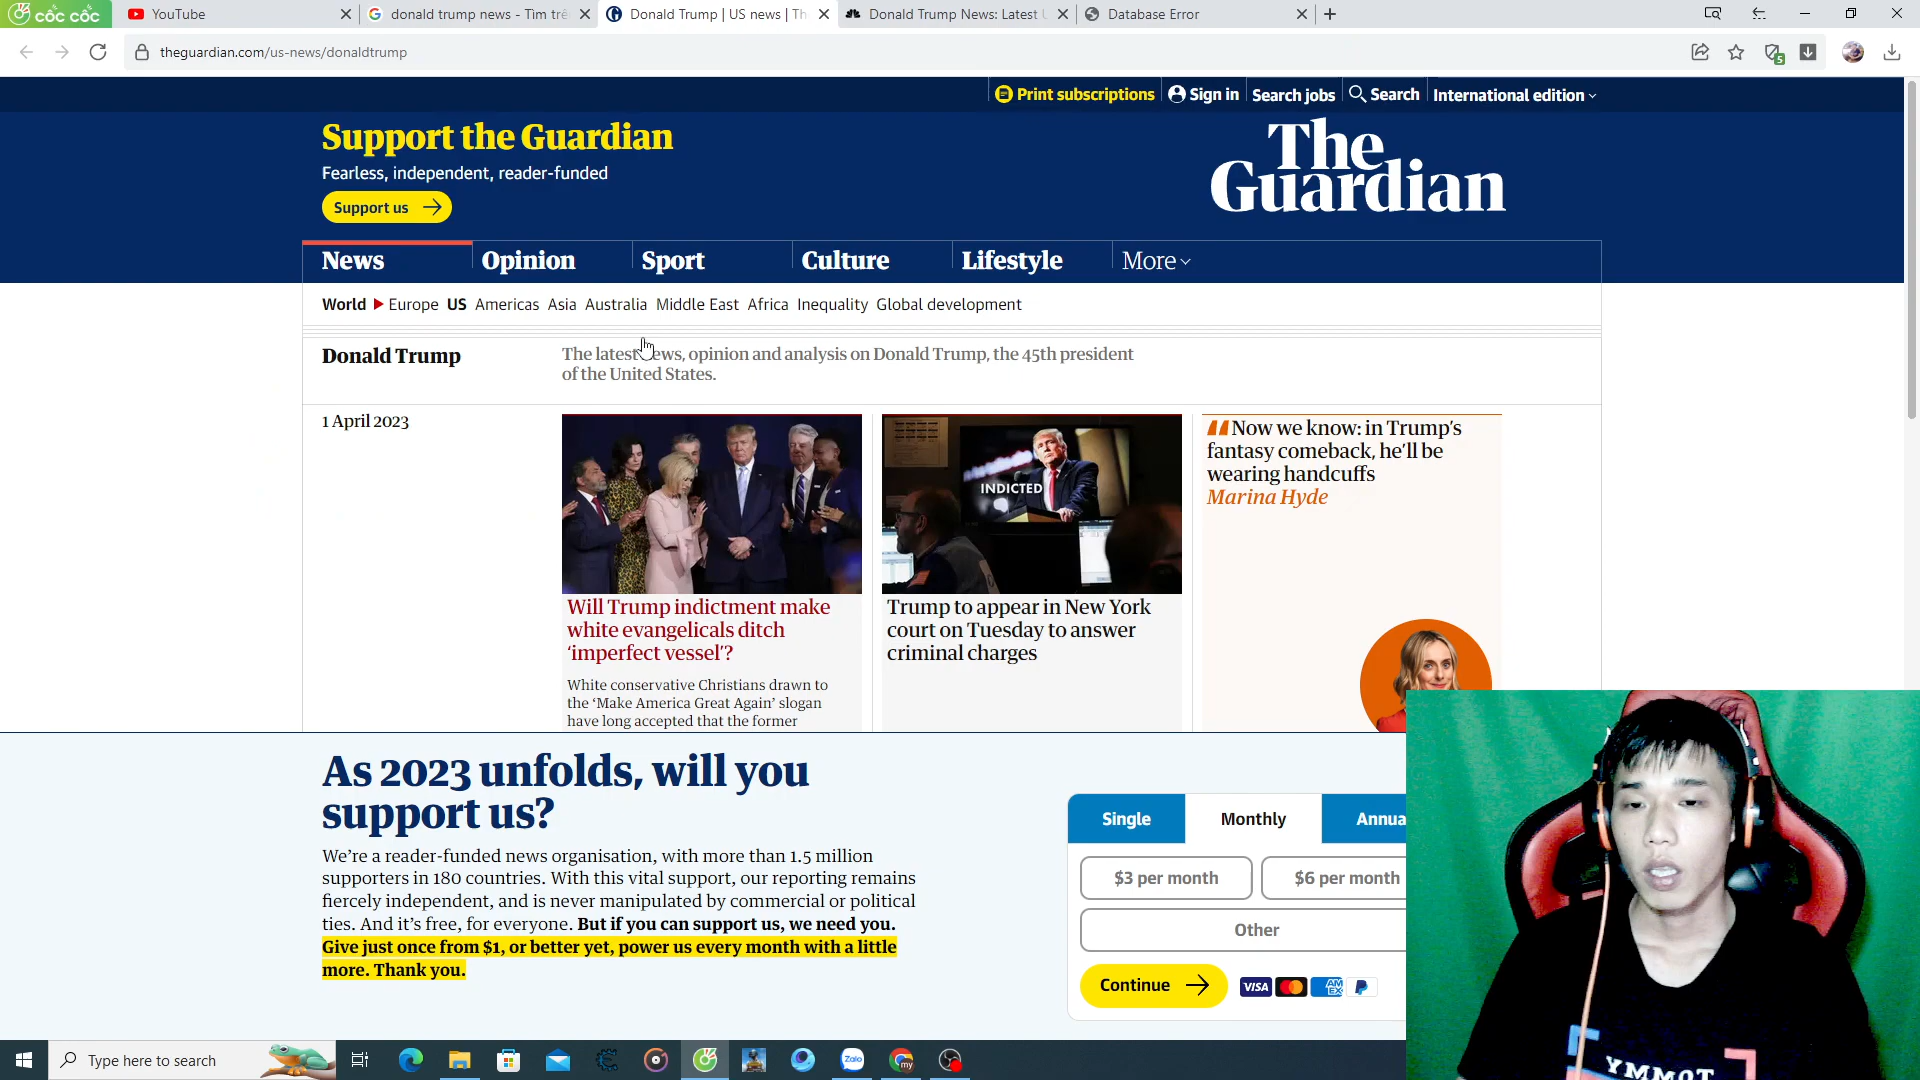 cốc cốc
YouTube
donald trump news - Tìm trê
Donald Trump | US news | Th
Donald Trump News: Latest U
Database Error
theguardian.com/us-news/donaldtrump
5
Print subscriptions
Sign in
Search jobs
Search
International edition
Support the Guardian
Fearless, independent, reader-funded
Support us
The
Guardian
News
Opinion
Sport
Culture
Lifestyle
More
World
Europe
US
Americas
Asia
Australia
Middle East
Africa
Inequality
Global development
Donald Trump
The latest news, opinion and analysis on Donald Trump, the 45th president
of the United States.
1 April 2023
INDICTED
Will Trump indictment make
white evangelicals ditch
‘imperfect vessel’?
White conservative Christians drawn to
the ‘Make America Great Again’ slogan
have long accepted that the former
Trump to appear in New York
court on Tuesday to answer
criminal charges
Now we know: in Trump’s
fantasy comeback, he’ll be
wearing handcuffs
Marina Hyde
As 2023 unfolds, will you
support us?
We’re a reader-funded news organisation, with more than 1.5 million
supporters in 180 countries. With this vital support, our reporting remains
fiercely independent, and is never manipulated by commercial or political
ties. And it’s free, for everyone. But if you can support us, we need you.
Give just once from $1, or better yet, power us every month with a little
more. Thank you.
Single
Monthly
Annua
$3 per month
$6 per month
Other
Continue
VISA
AM
EX
Type here to search
Zalo
my
YMMOT